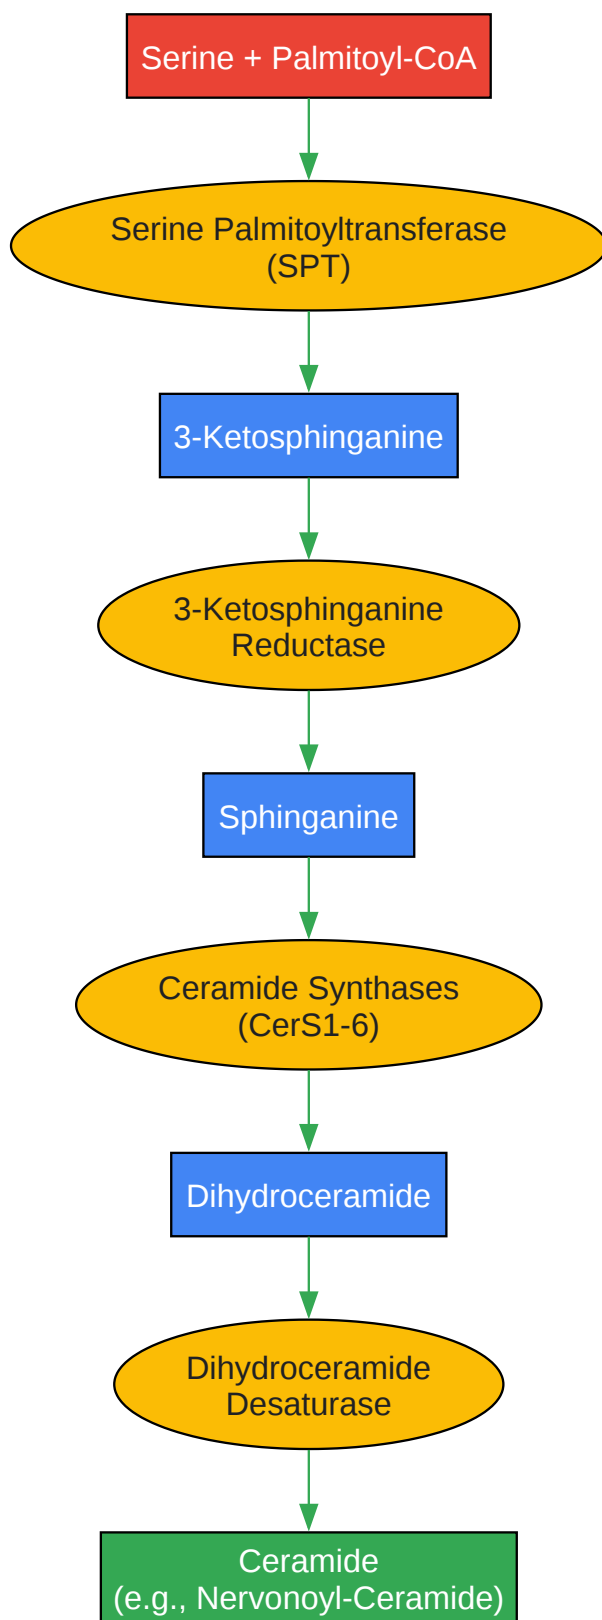 Serine + Palmitoyl-CoA
Serine Palmitoyltransferase
(SPT)
3-Ketosphinganine
3-Ketosphinganine
Reductase
Sphinganine
Ceramide Synthases
(CerS1-6)
Dihydroceramide
Dihydroceramide
Desaturase
Ceramide
(e.g., Nervonoyl-Ceramide)